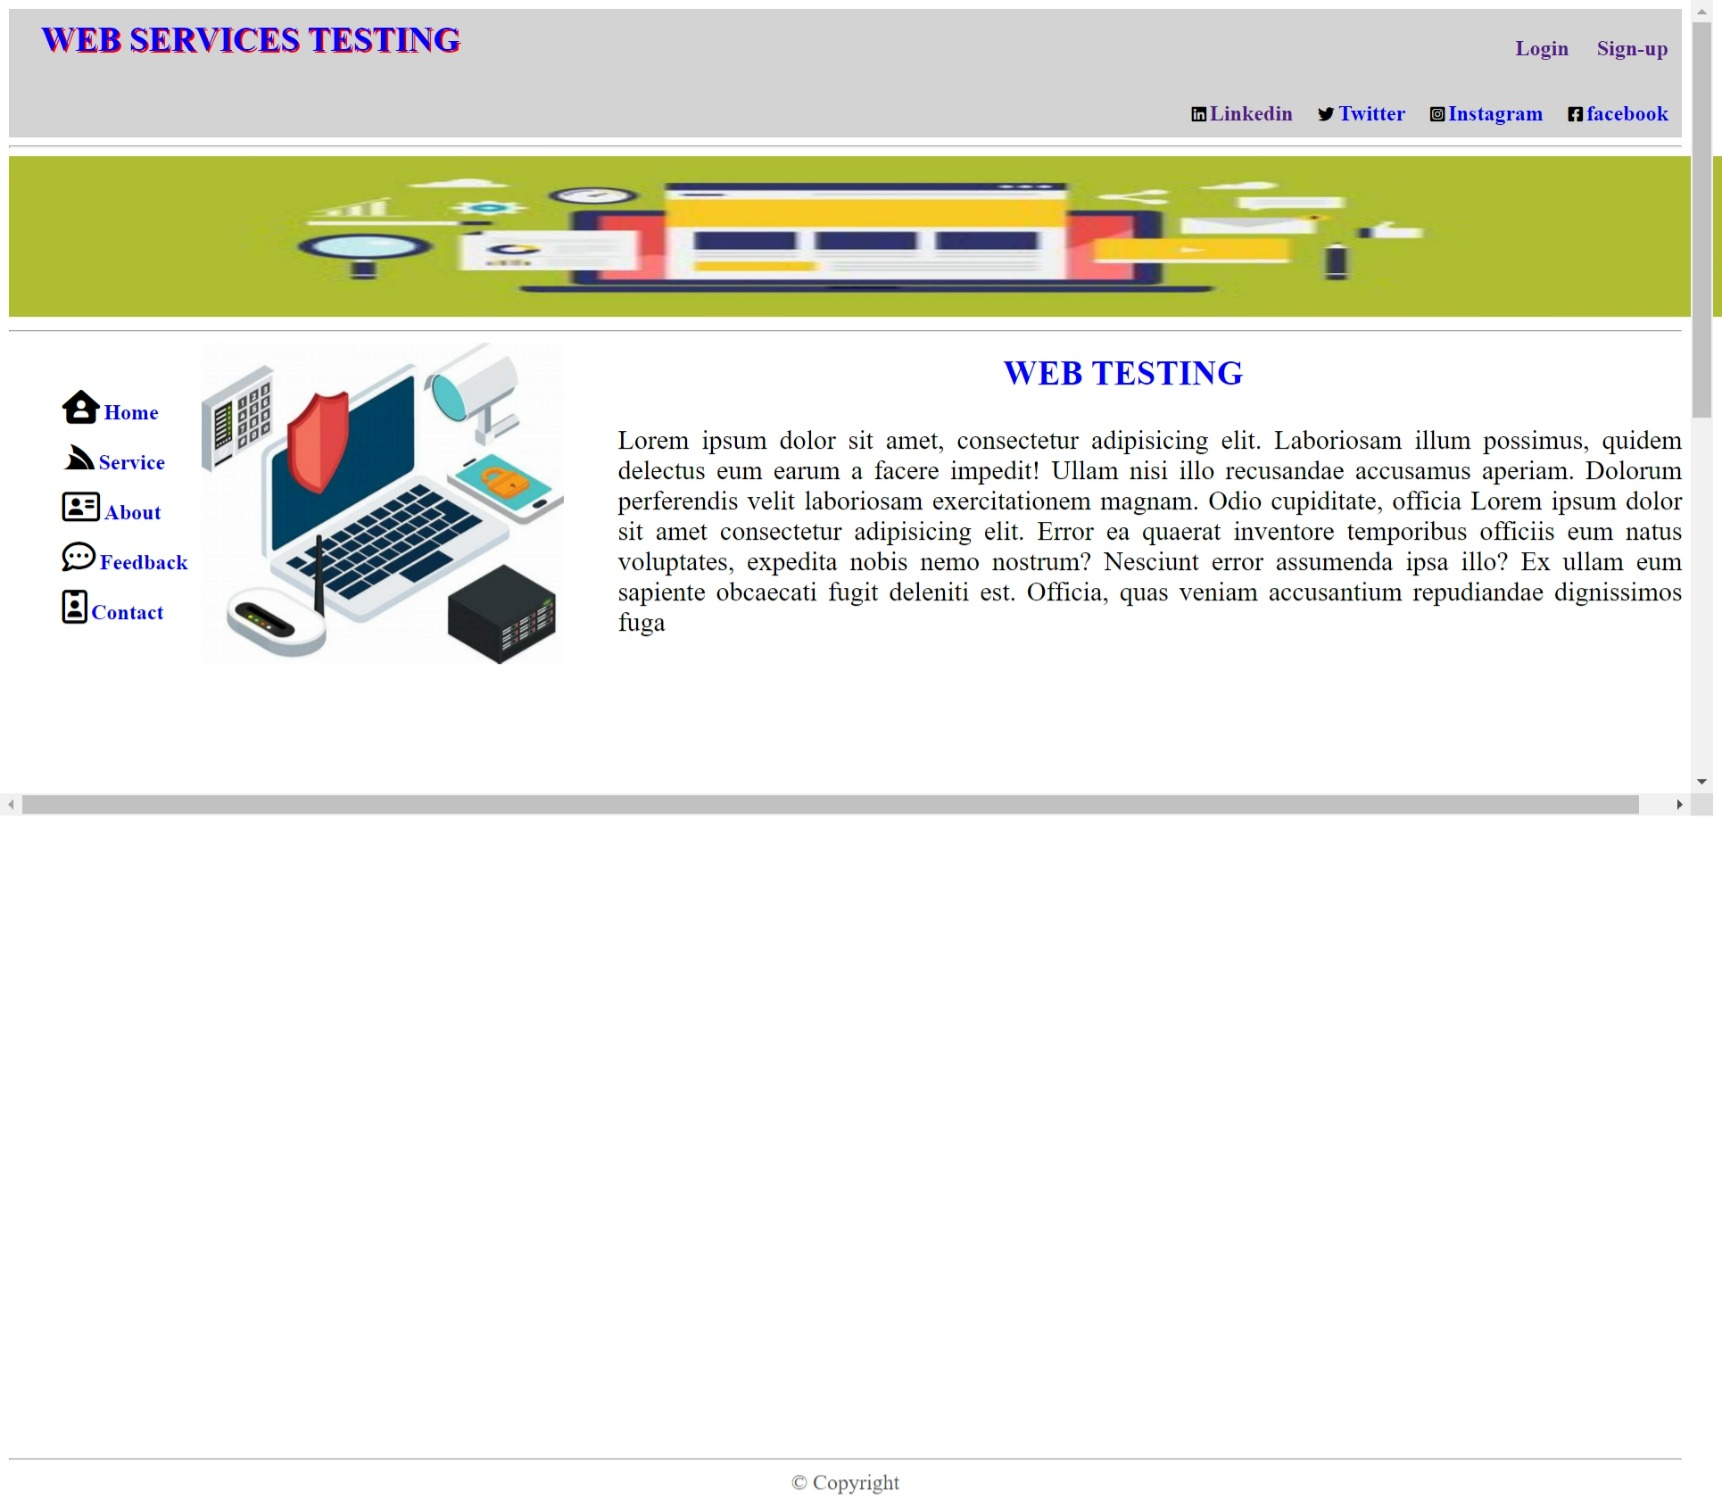 WEB SERVICES TESTING
Login Sign-up
Linkedin Twitter Instagram facebook
Home
Service
About
Feedback
Contact
WEB TESTING
Lorem ipsum dolor sit amet, consectetur adipisicing elit. Laboriosam illum possimus, quidem
delectus eum earum a facere impedit! Ullam nisi illo recusandae accusamus aperiam. Dolorum
perferendis velit laboriosam exercitationem magnam. Odio cupiditate, officia Lorem ipsum dolor
sit amet consectetur adipisicing elit. Error ea quaerat inventore temporibus officiis eum natus
voluptates, expedita nobis nemo nostrum? Nesciunt error assumenda ipsa illo? Ex ullam eum
sapiente obcaecati fugit deleniti est. Officia, quas veniam accusantium repudiandae dignissimos
fuga
© Copyright